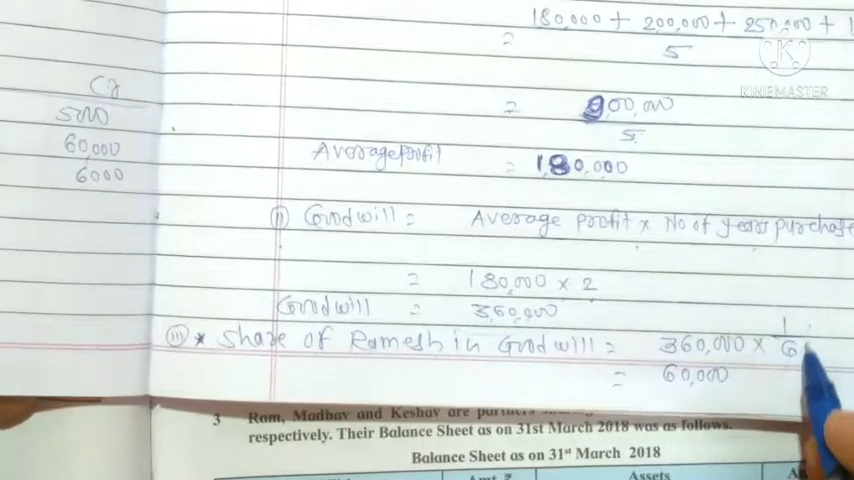 180,000 + 200,000 + 250,000 + 1
=
5
KINEMASTER
Cr
5000
60,000
6000
= 900,000
5
Average profit = 180,000
(ii) Goodwill = Average profit x No of years purchase
= 180,000 x 2
Goodwill = 360,000
(iii) * Share of Ramesh in Goodwill = 360,000 x 1
6
= 60,000
3 Ram, Madhav and Keshav are partners
respectively. Their Balance Sheet as on 31st March 2018 was as follows.
Balance Sheet as on 31st March 2018
Amt ₹ Assets